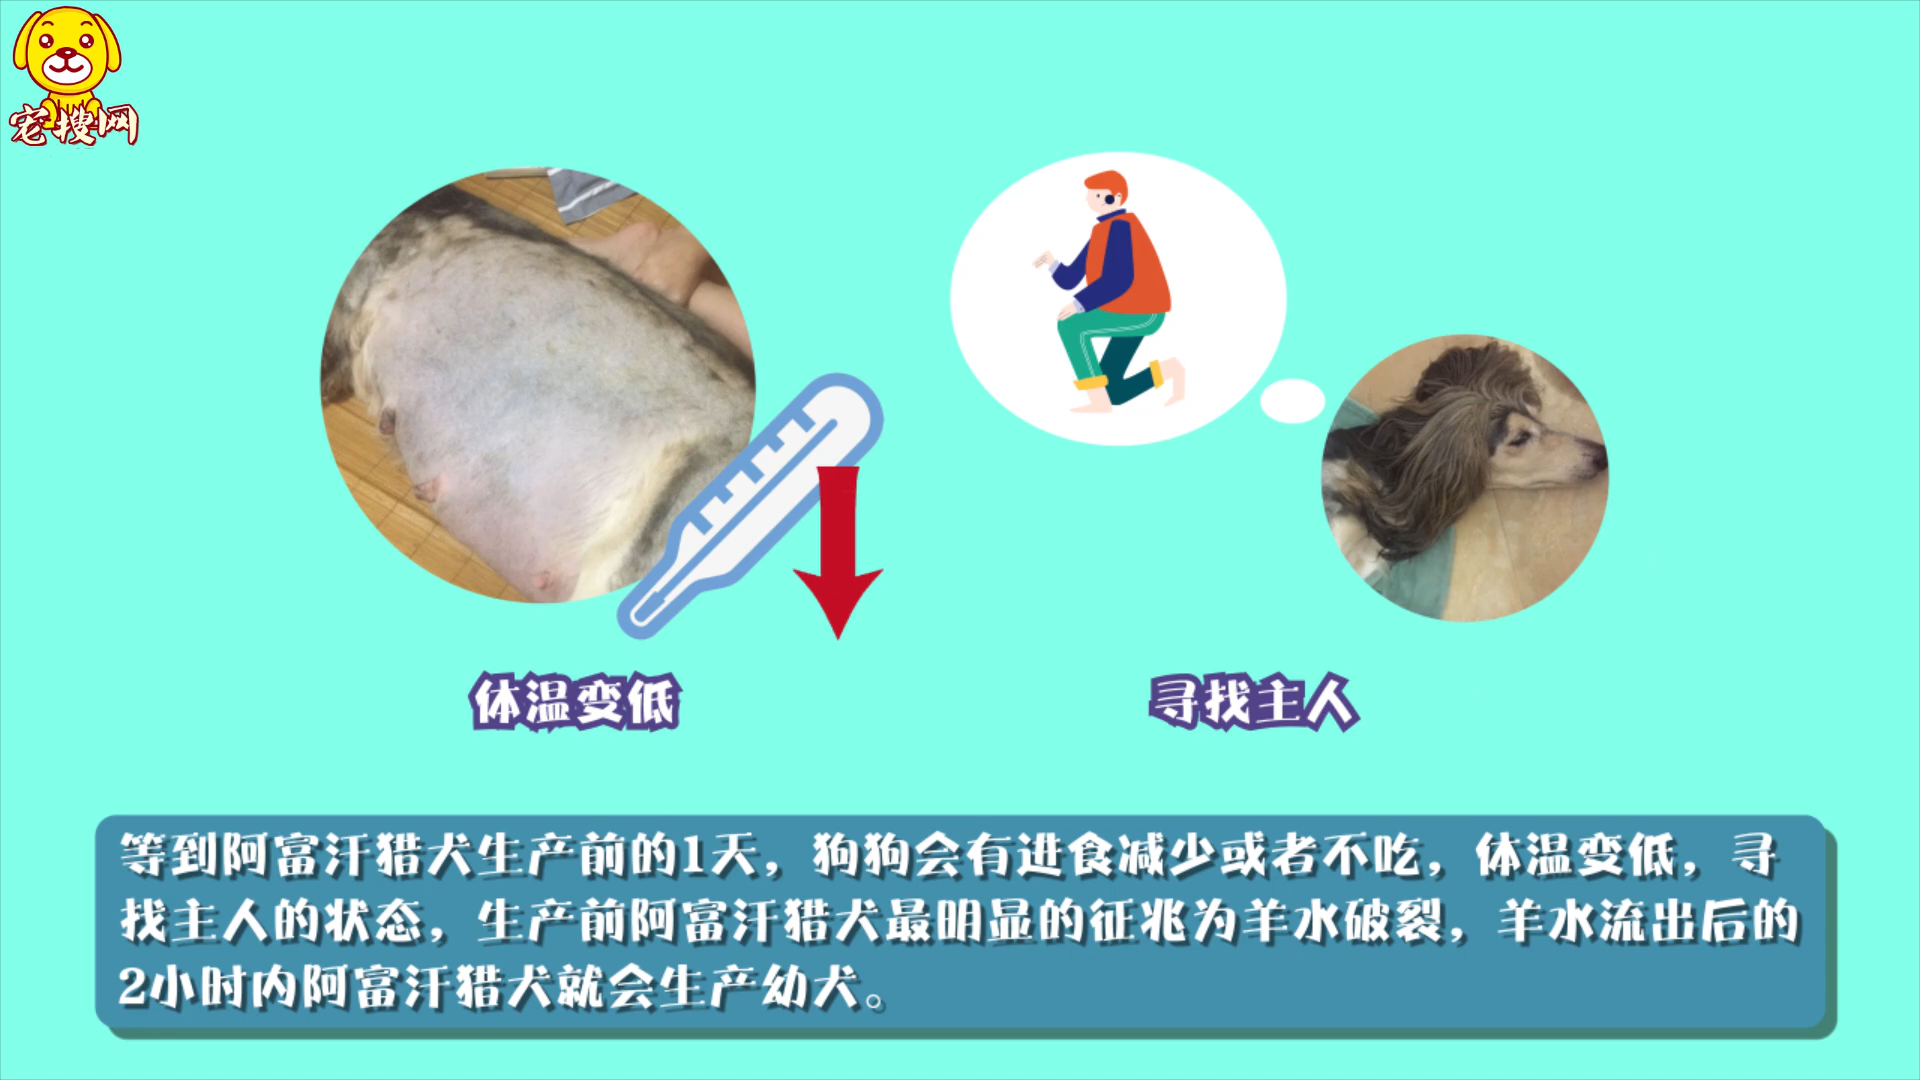 宠搜网
体温变低
寻找主人
等到阿富汗猎犬生产前的1天，狗狗会有进食减少或者不吃，体温变低，寻
找主人的状态，生产前阿富汗猎犬最明显的征兆为羊水破裂，羊水流出后的
2小时内阿富汗猎犬就会生产幼犬。